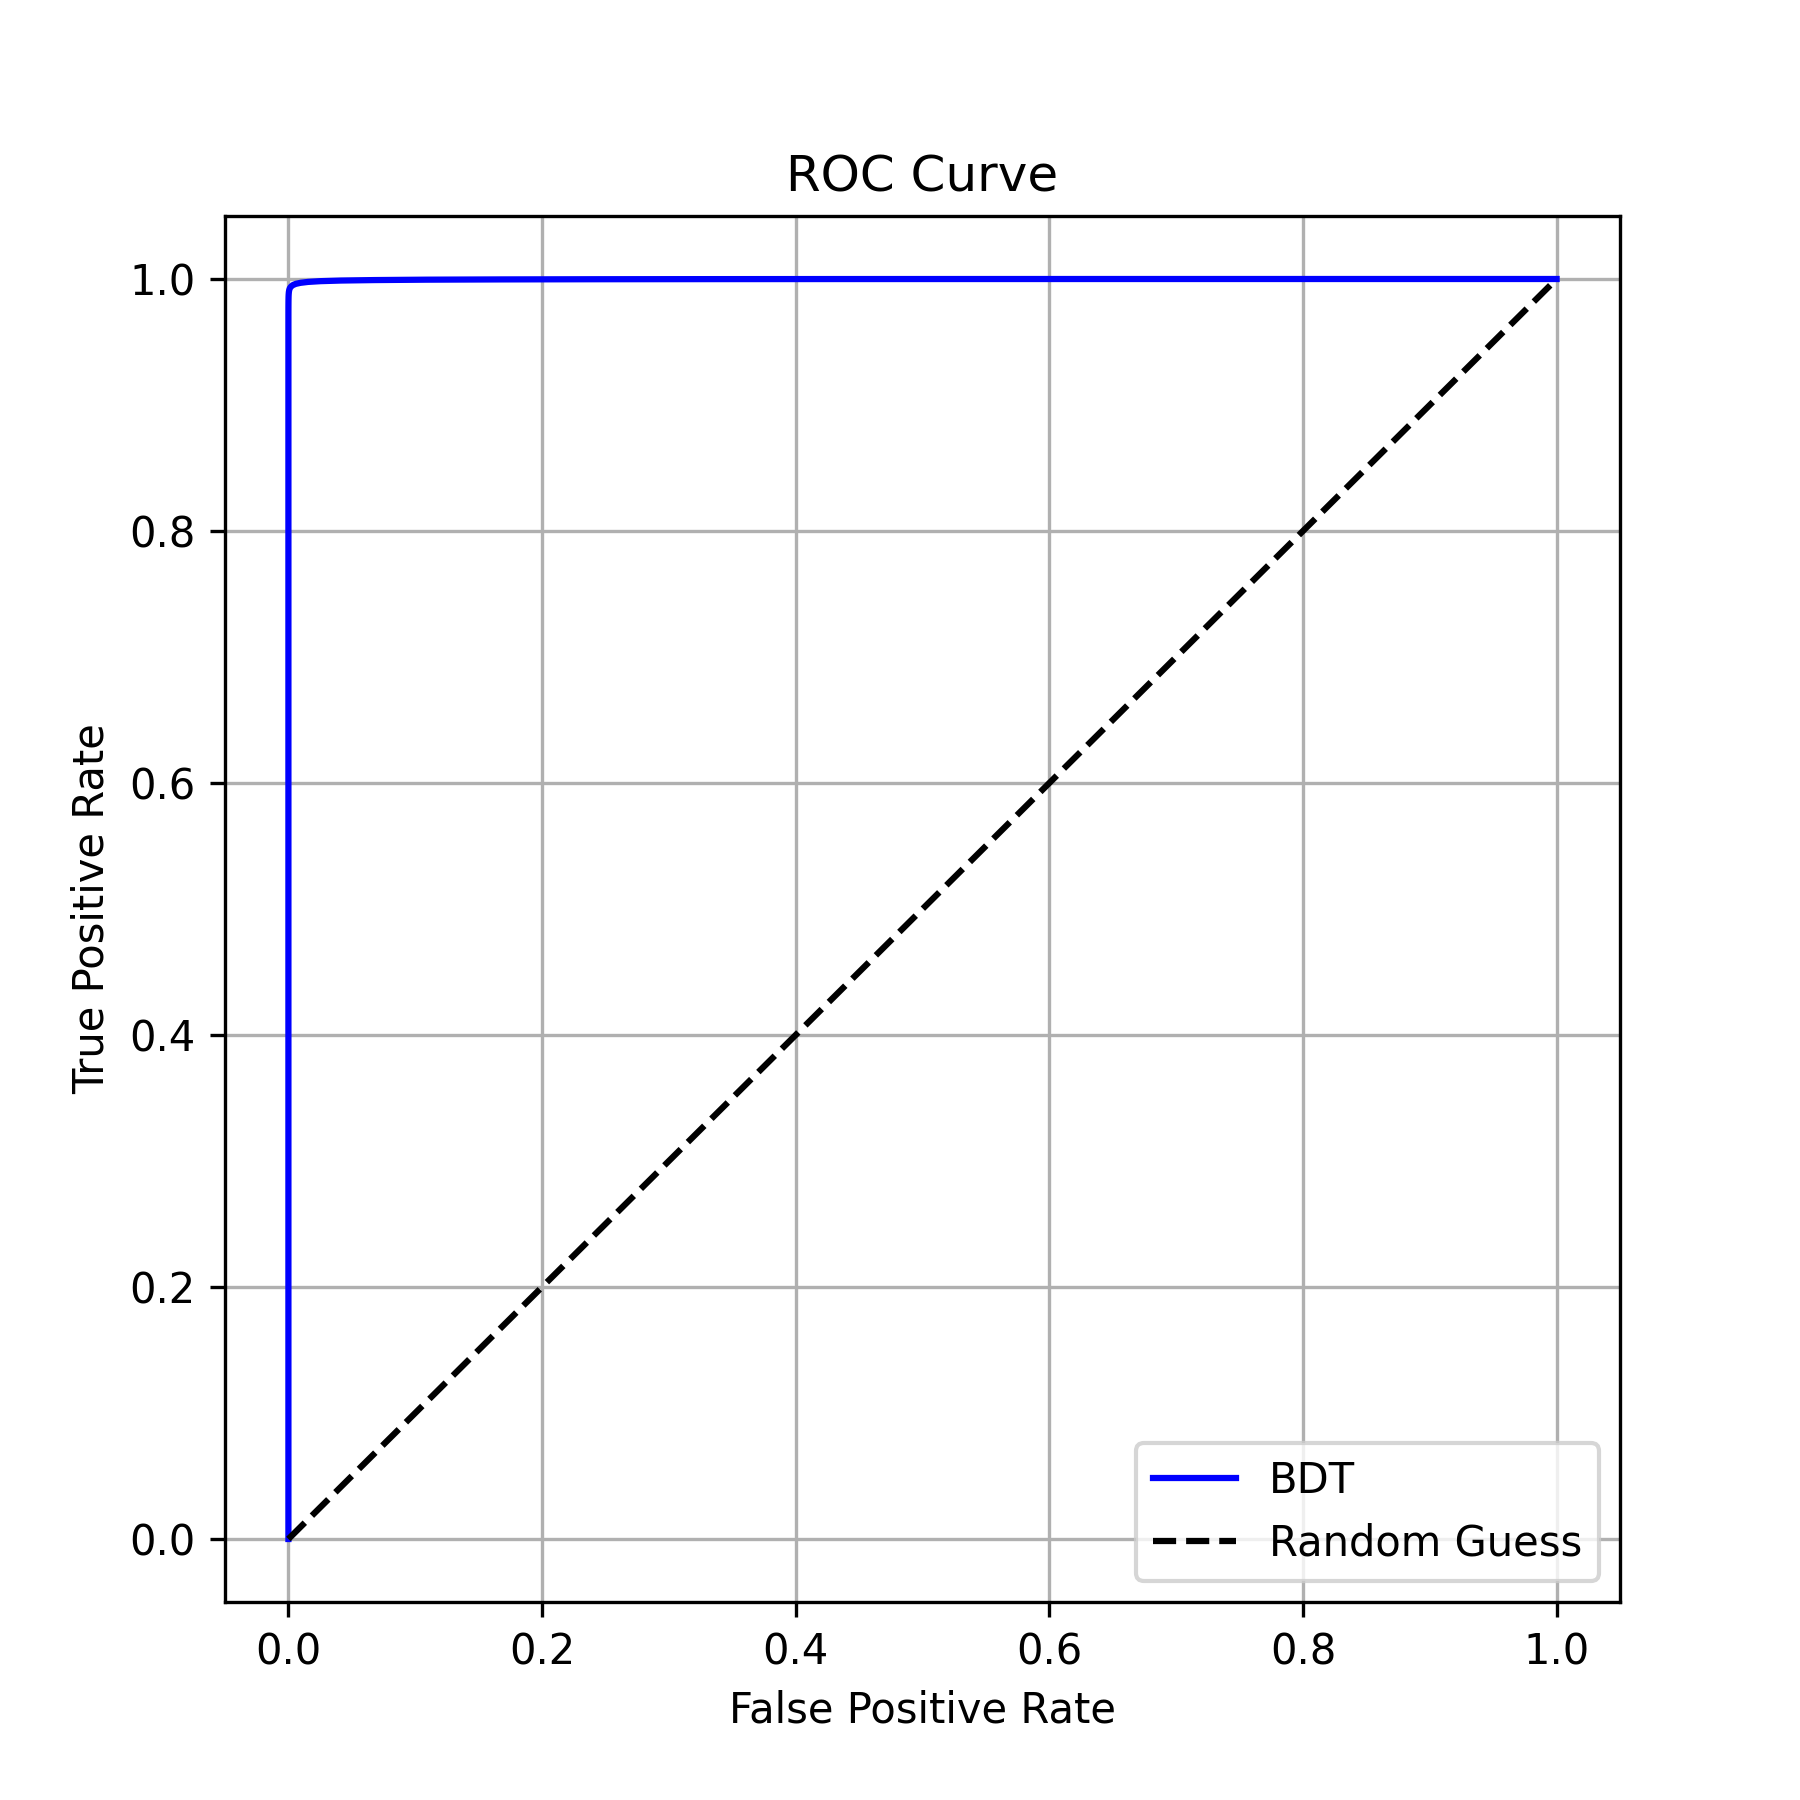 ROC Curve
1.0
0.8
0.6
0.4
0.2
0.0
True Positive Rate
BDT
Random Guess
0.0 0.2 0.4 0.6 0.8 1.0
False Positive Rate